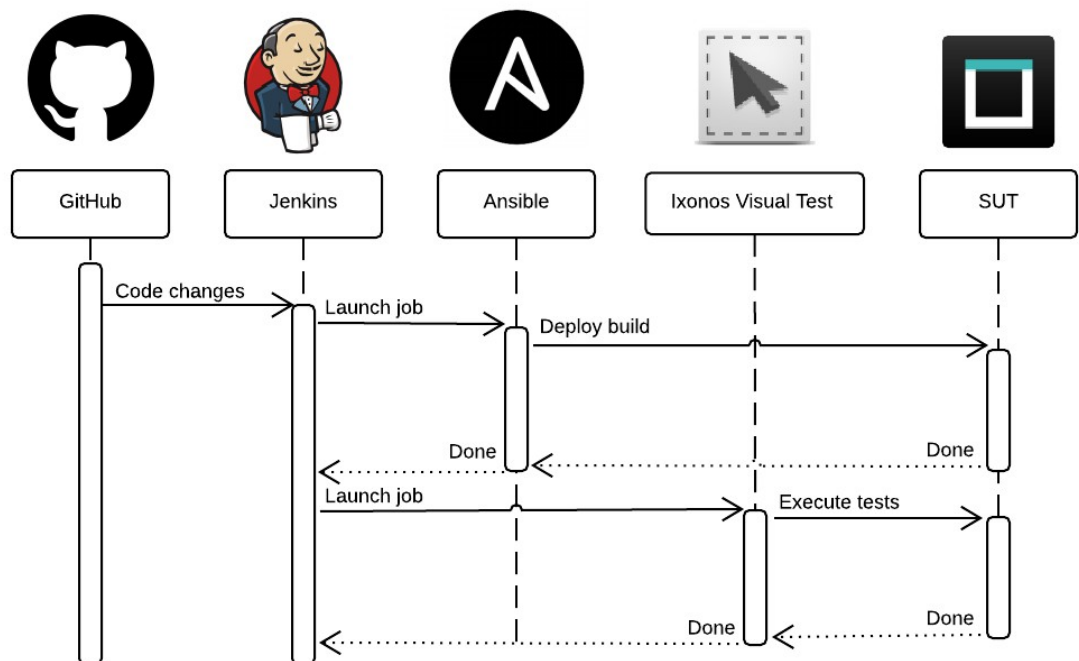 GitHub
Jenkins
Ansible
Ixonos Visual Test
SUT
Code changes
Launch job
Deploy build
Done
Done
Launch job
Execute tests
Done
Done